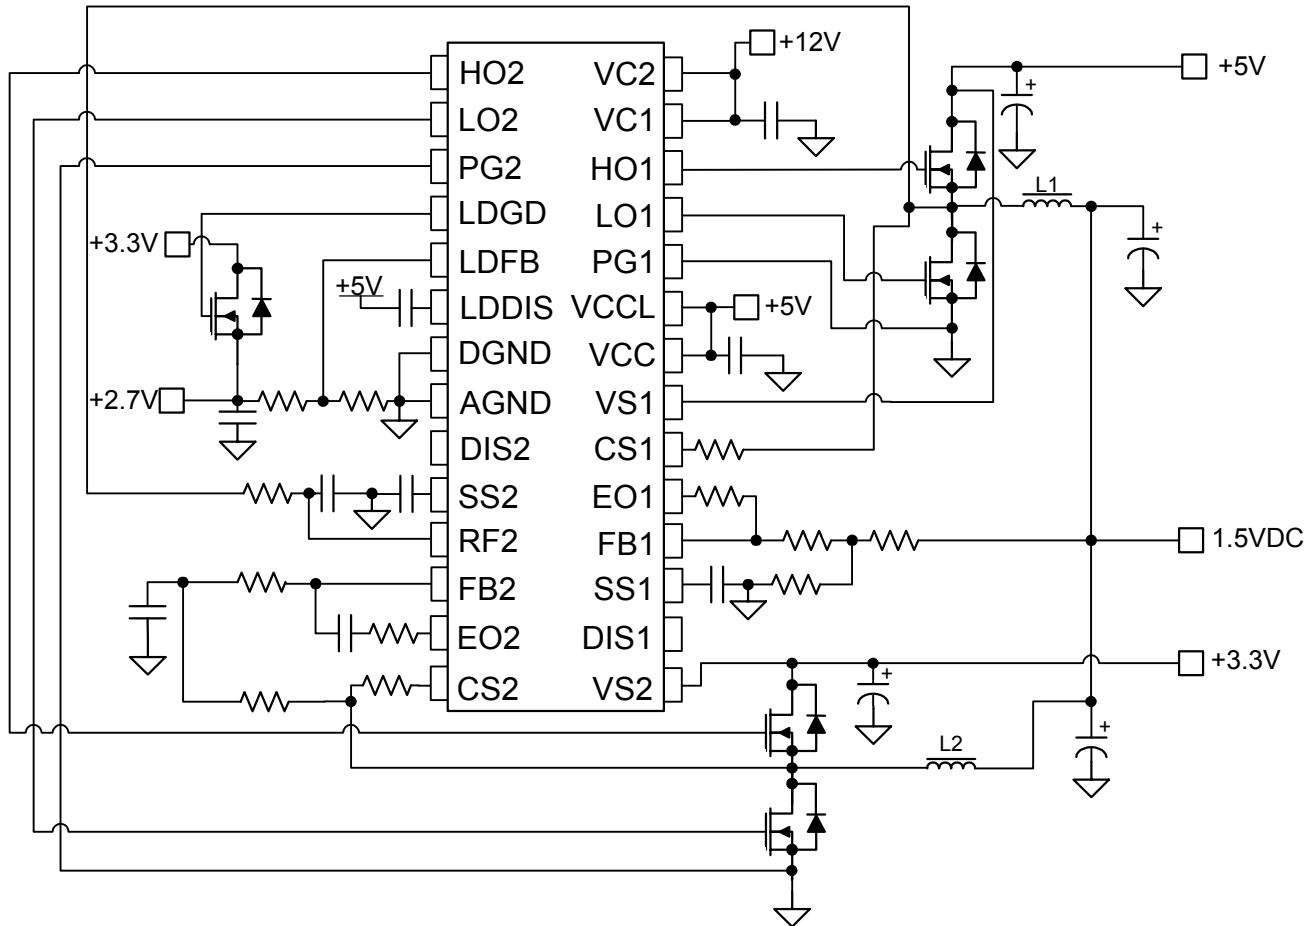 +12V
HO2 VC2
+5V
+
LO2 VC1
PG2 HO1
L1
LDGD LO1
+
+3.3V
LDFB PG1
+5V
LDDIS VCCL
+5V
DGND VCC
+2.7V
AGND VS1
DIS2 CS1
SS2 EO1
RF2 FB1
1.5VDC
FB2 SS1
EO2 DIS1
+3.3V
CS2 VS2
+
+
L2